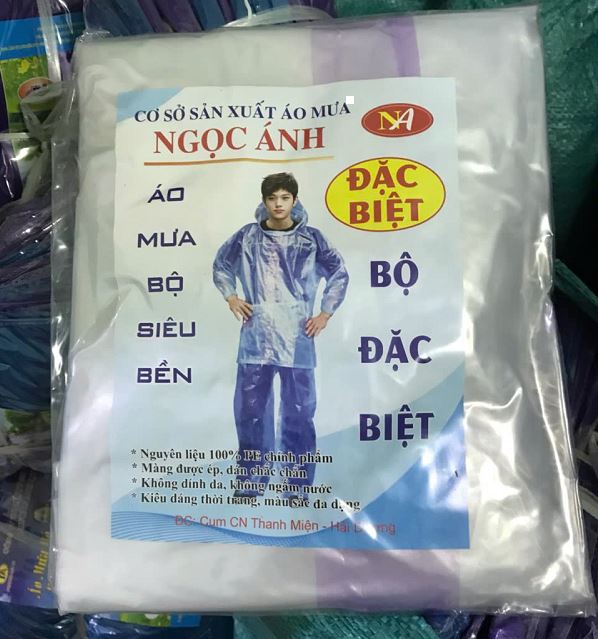 CƠ SỞ SẢN XUẤT ÁO MƯA
NGỌC ÁNH
NA
ĐẶC
BIỆT
ÁO
MƯA
BỘ
SIÊU
BỀN
BỘ
ĐẶC
BIỆT
* Nguyên liệu 100% PE chính phẩm
* Màng được ép, dán chắc chắn
* Không dính da, không ngấm nước
* Kiểu dáng thời trang, màu sắc đa dạng
ĐC: Cụm CN Thanh Miện - Hải Dương
Áo Mưa